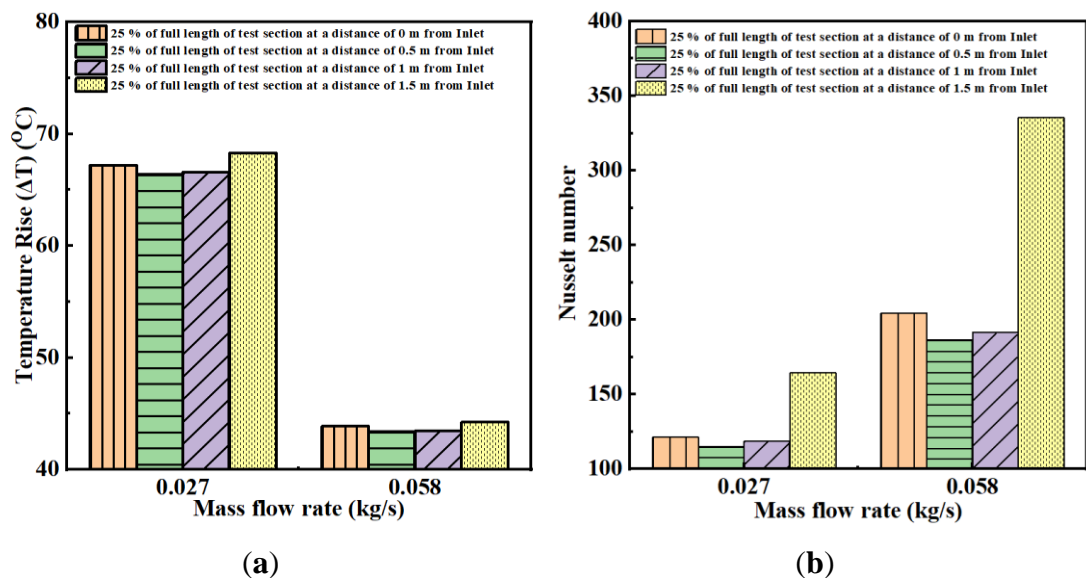 80
70
60
50
40
Temperature Rise (ΔT) (⁰C)
25 % of full length of test section at a distance of 0 m from Inlet
25 % of full length of test section at a distance of 0.5 m from Inlet
25 % of full length of test section at a distance of 1 m from Inlet
25 % of full length of test section at a distance of 1.5 m from Inlet
0.027 0.058
Mass flow rate (kg/s)
(a)
400
350
300
250
200
150
100
Nusselt number
25 % of full length of test section at a distance of 0 m from Inlet
25 % of full length of test section at a distance of 0.5 m from Inlet
25 % of full length of test section at a distance of 1 m from Inlet
25 % of full length of test section at a distance of 1.5 m from Inlet
0.027 0.058
Mass flow rate (kg/s)
(b)